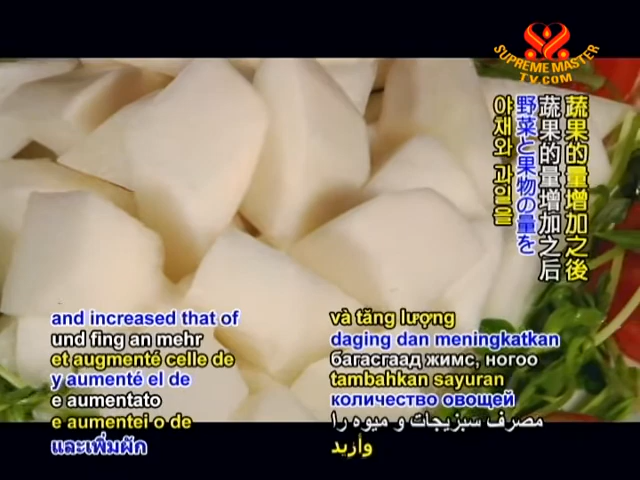 SUPREME MASTER
TV.COM
蔬果的量增加之後
蔬果的量增加之后
野菜と果物の量を
야채와 과일을
and increased that of
und fing an mehr
et augmenté celle de
y aumenté el de
e aumentato
e aumentei o de
และเพิ่มผัก
và tăng lượng
daging dan meningkatkan
багасгаад жимс, ногоо
tambahkan sayuran
количество овощей
مصرف سبزیجات و میوه را
وأزيد